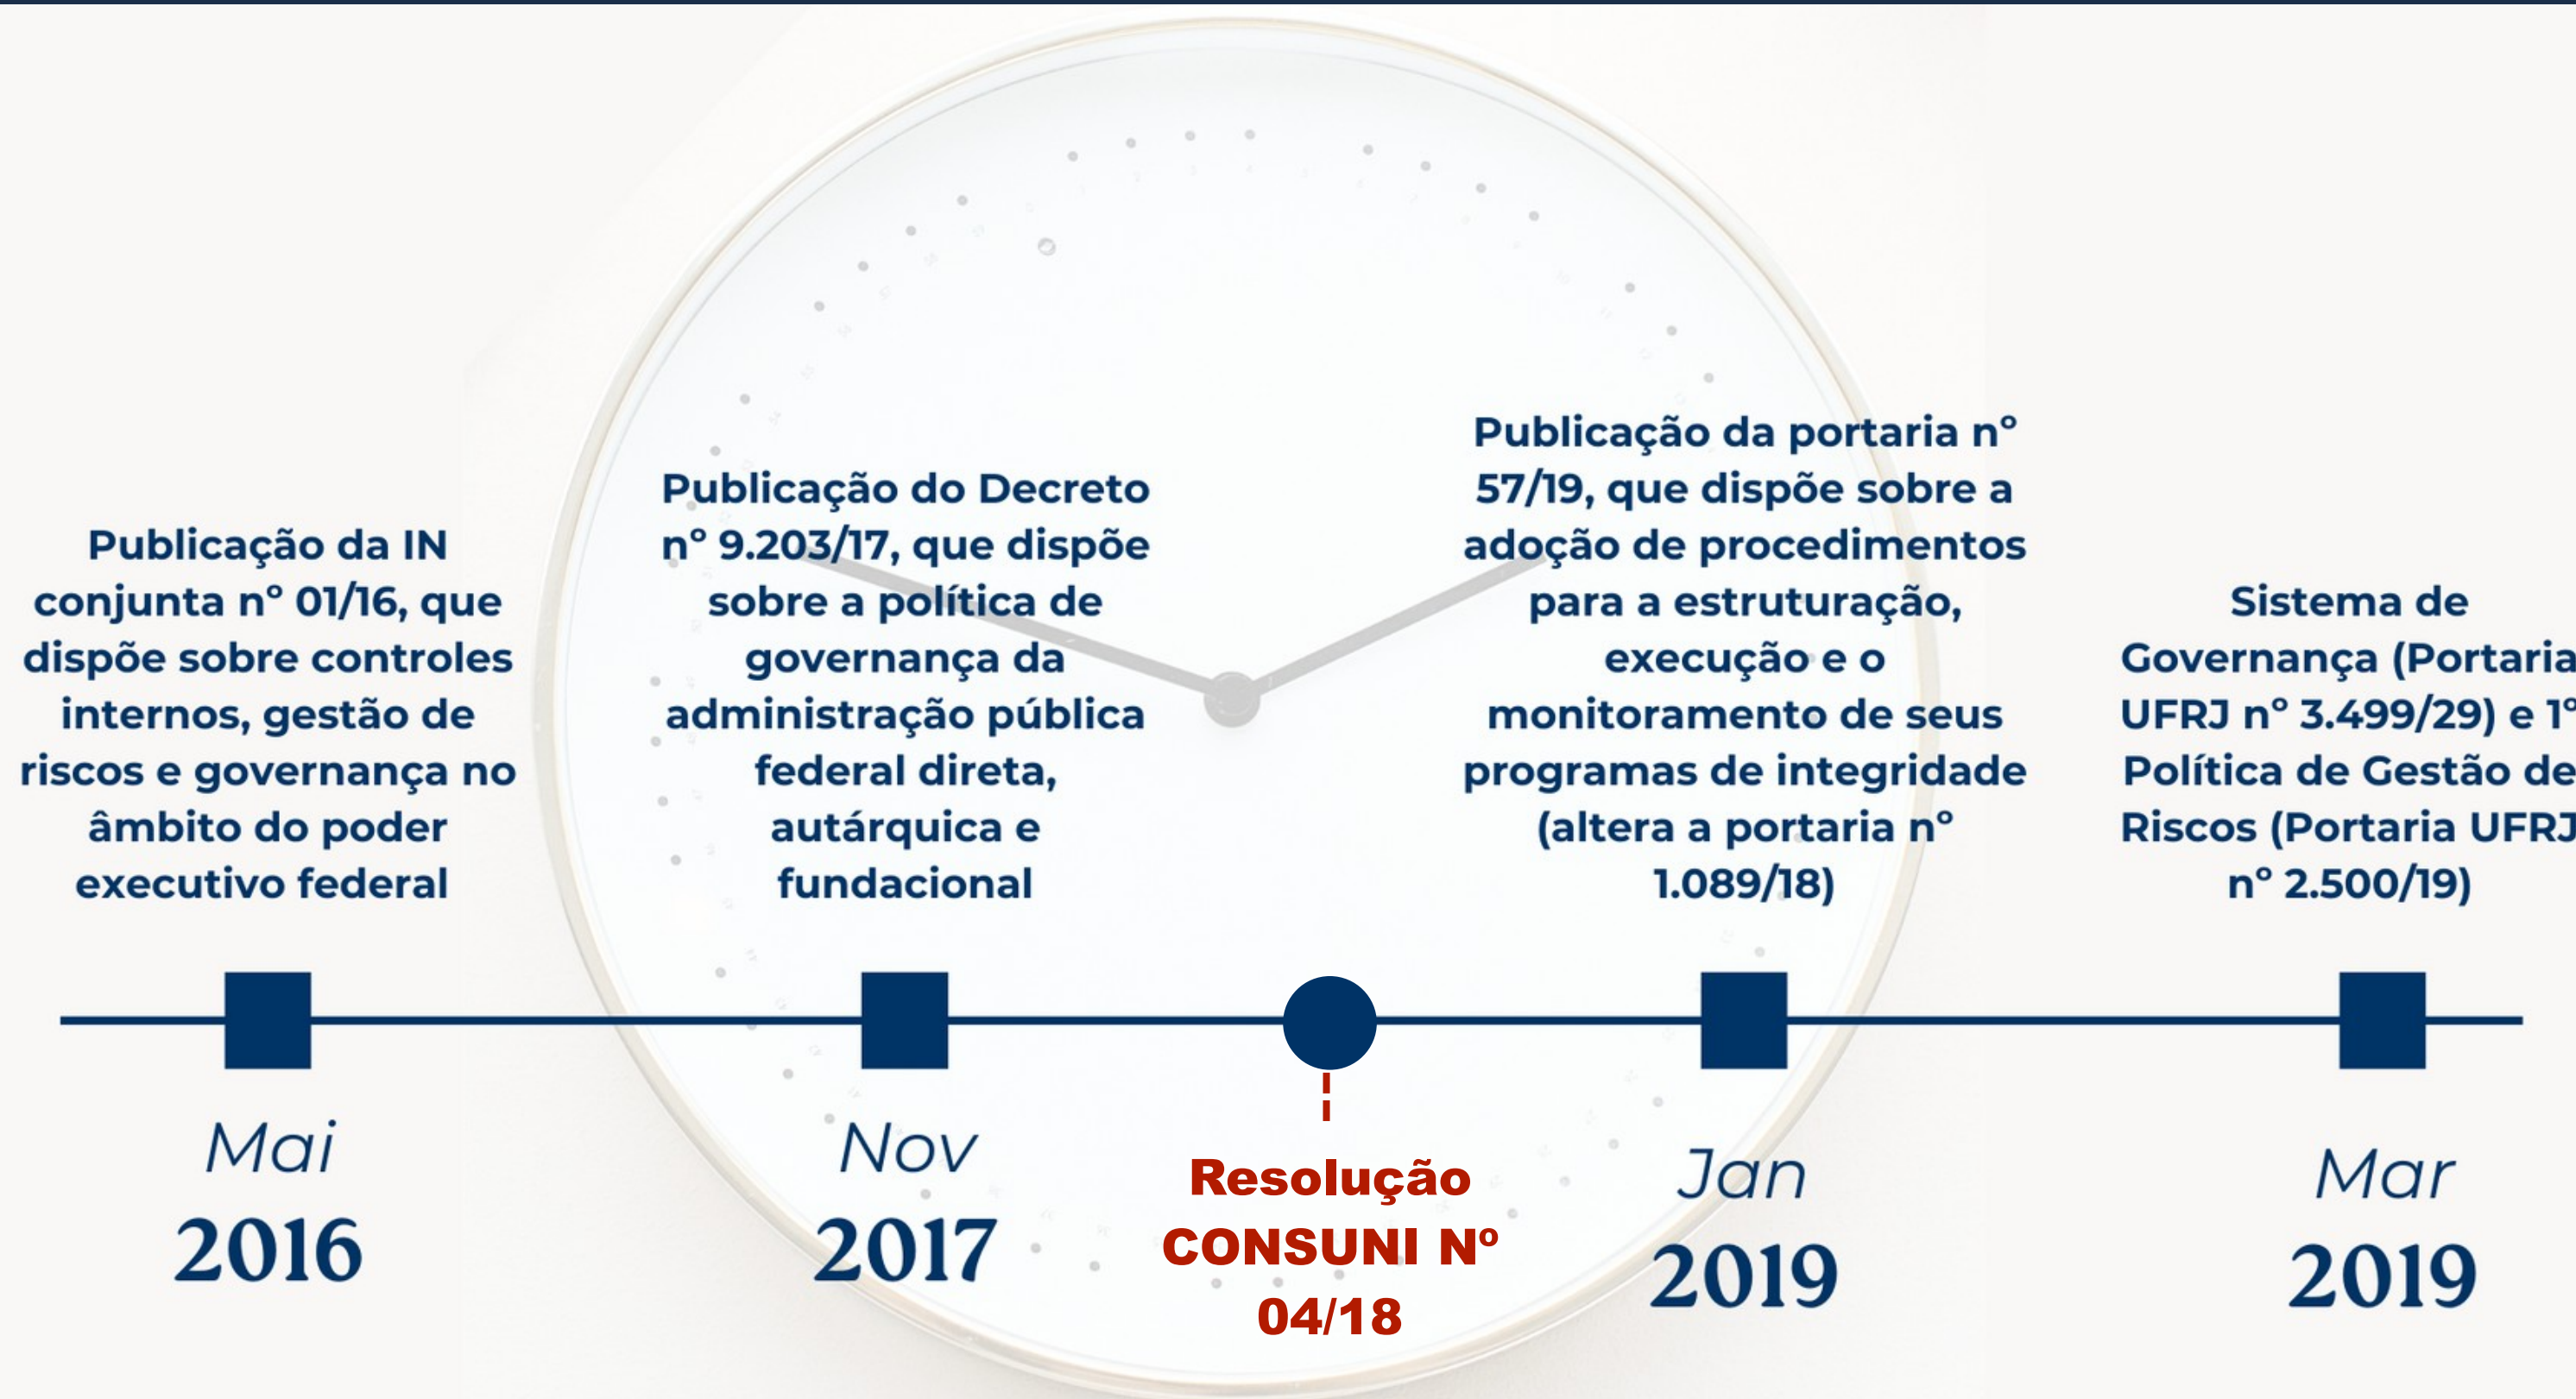 Publicação da IN
conjunta nº 01/16, que
dispõe sobre controles
internos, gestão de
riscos e governança no
âmbito do poder
executivo federal
Mai
2016
Publicação do Decreto
nº 9.203/17, que dispõe
sobre a política de
governança da
administração pública
federal direta,
autárquica e
fundacional
Nov
2017
Resolução
CONSUNI Nº
04/18
Publicação da portaria nº
57/19, que dispõe sobre a
adoção de procedimentos
para a estruturação,
execução e o
monitoramento de seus
programas de integridade
(altera a portaria nº
1.089/18)
Jan
2019
Sistema de
Governança (Portaria
UFRJ nº 3.499/29) e 1º
Política de Gestão de
Riscos (Portaria UFRJ
nº 2.500/19)
Mar
2019